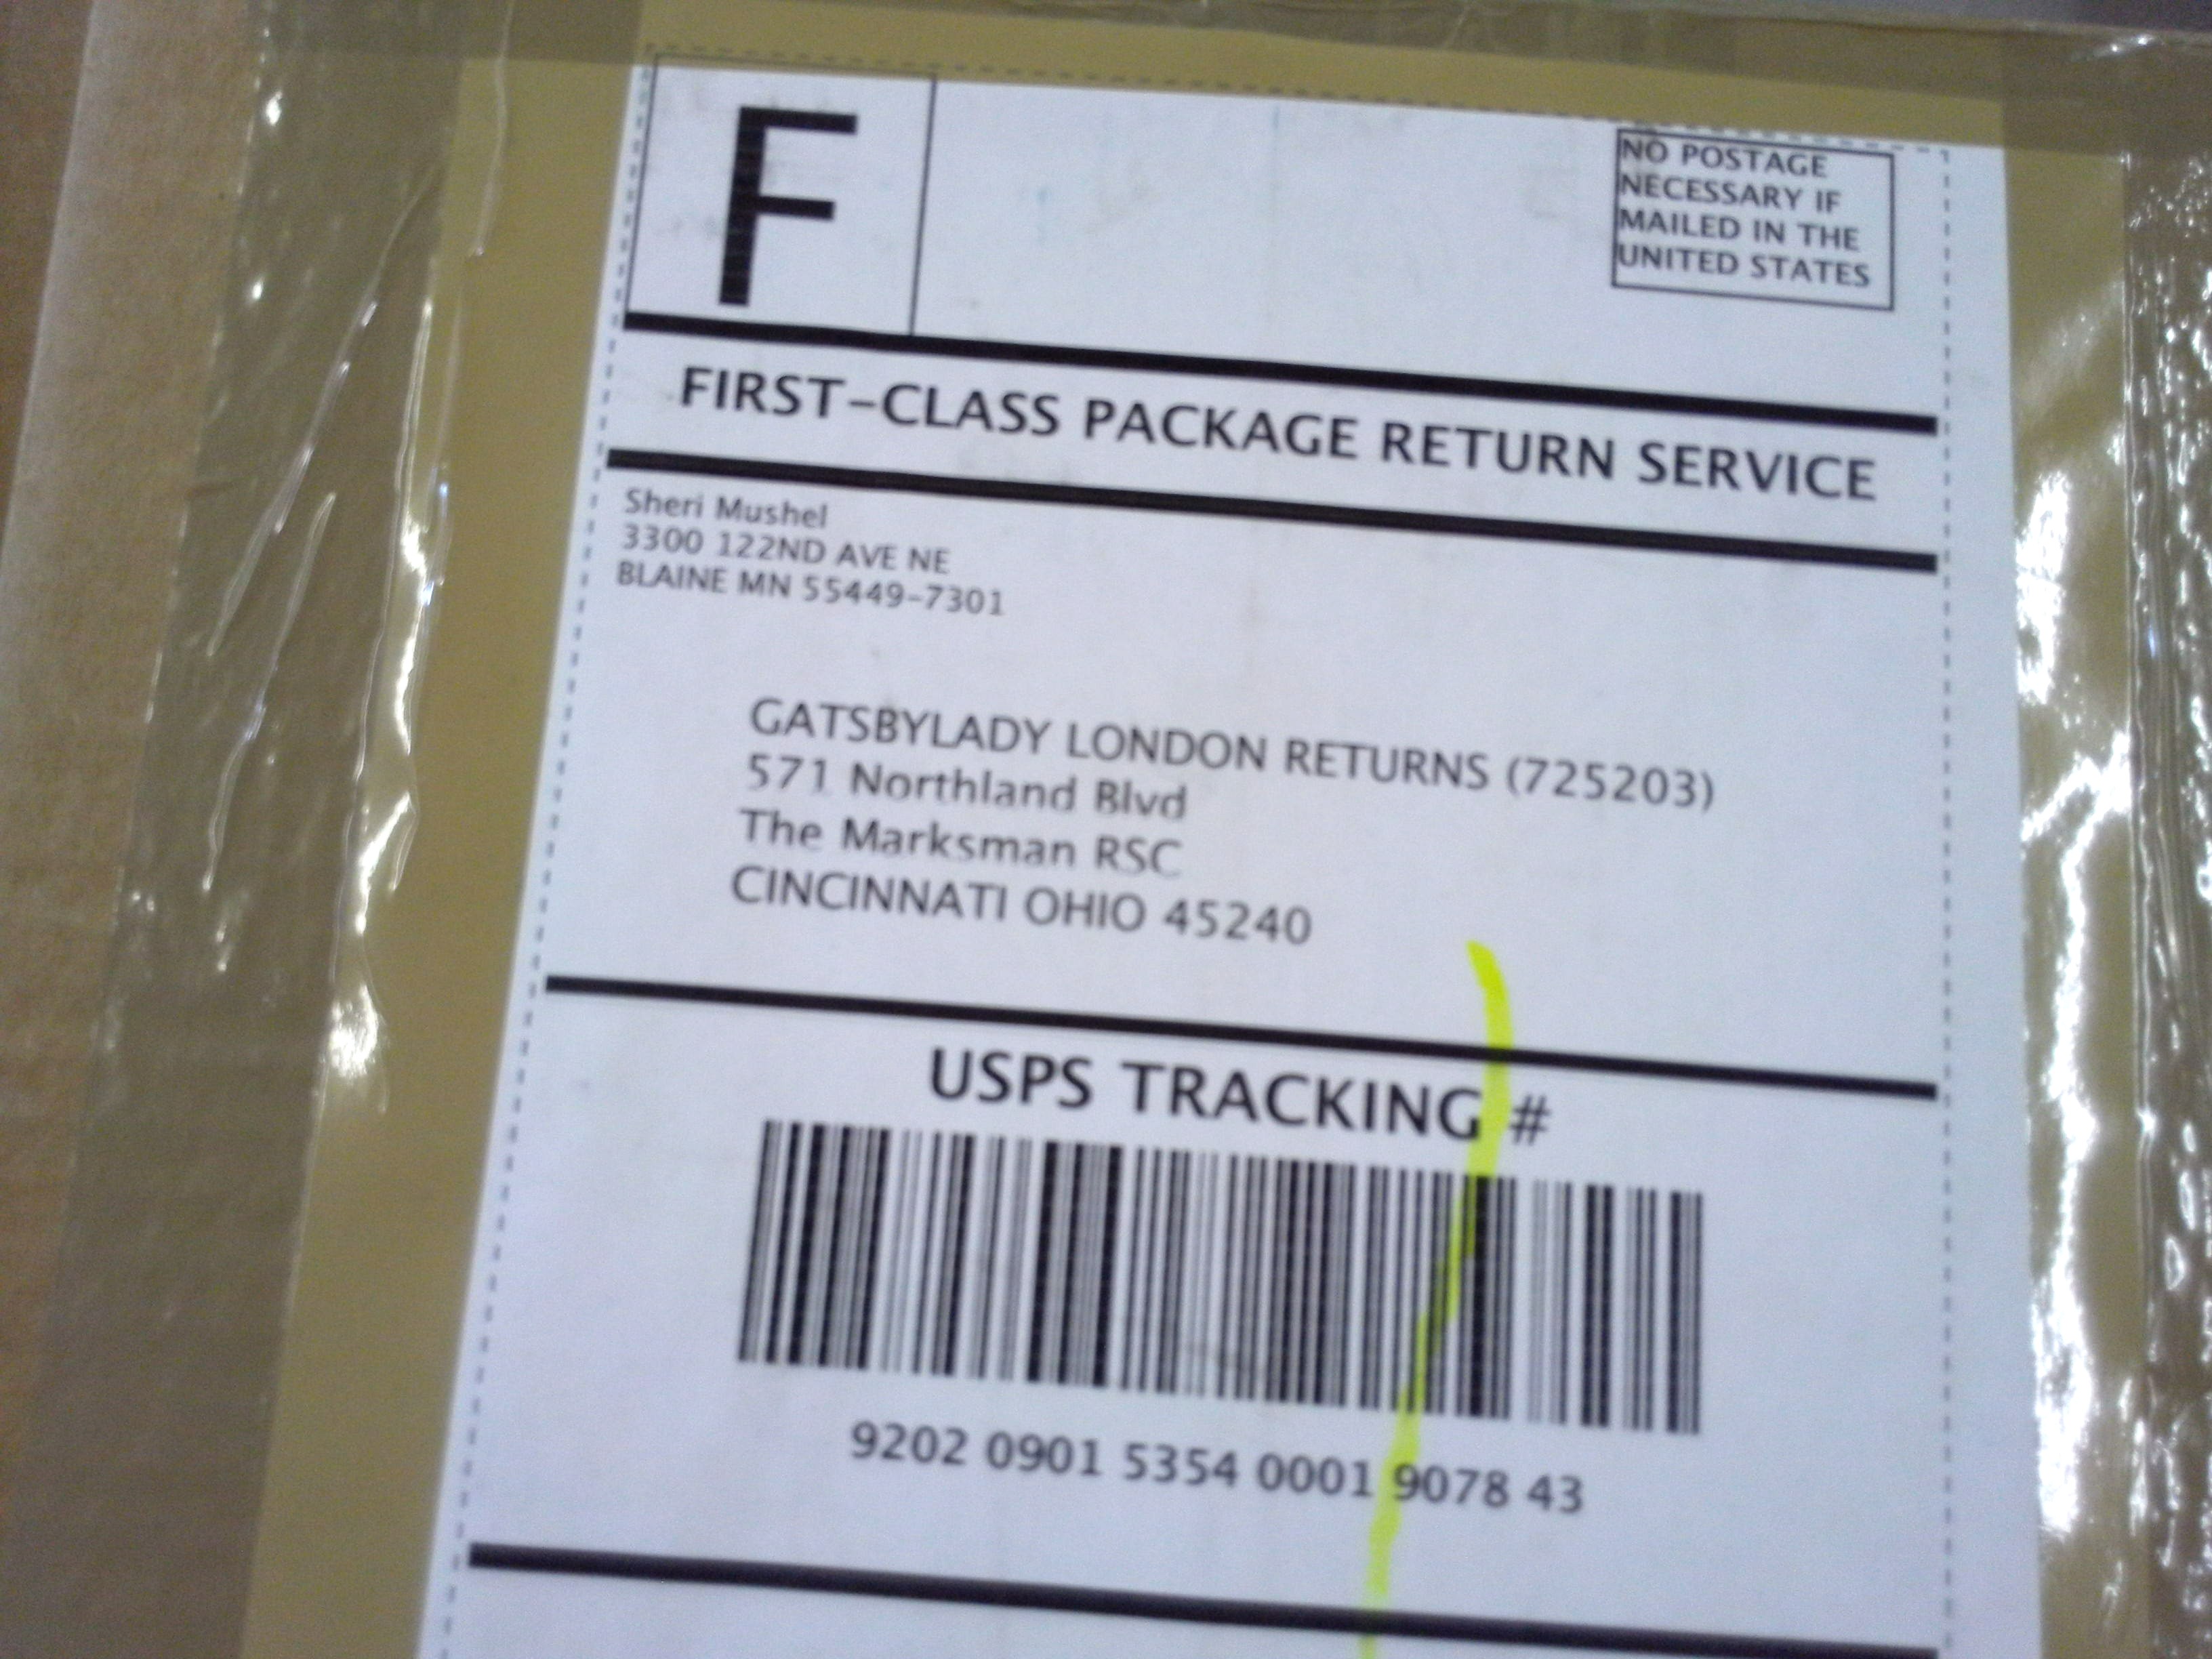 F
NO POSTAGE
NECESSARY IF
MAILED IN THE
UNITED STATES
FIRST-CLASS PACKAGE RETURN SERVICE
Sheri Mushel
3300 122ND AVE NE
BLAINE MN 55449-7301
GATSBYLADY LONDON RETURNS (725203)
571 Northland Blvd
The Marksman RSC
CINCINNATI OHIO 45240
USPS TRACKING #
9202 0901 5354 0001 9078 43